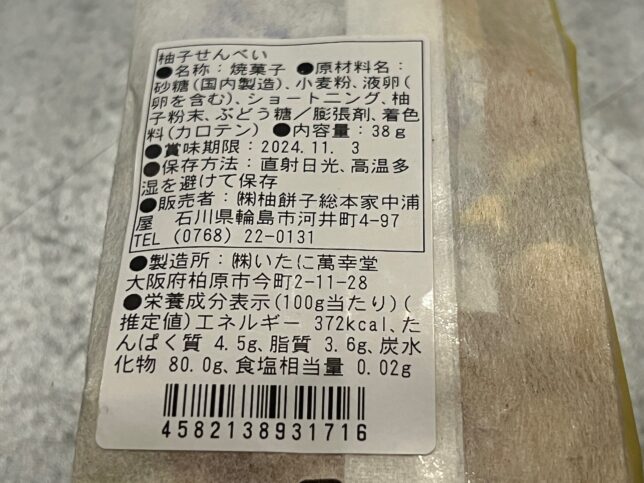 柚子せんべい
●名称：焼菓子 ●原材料名：
砂糖(国内製造)、小麦粉、液卵(
卵を含む)、ショートニング、柚
子粉末、ぶどう糖／膨張剤、着色
料(カロテン) ●内容量：38g
●賞味期限：2024.11. 3
●保存方法：直射日光、高温多
湿を避けて保存
●販売者：㈱柚餅子総本家中浦
屋 石川県輪島市河井町4-97
TEL (0768) 22-0131
●製造所：㈱いたに萬幸堂
大阪府柏原市今町2-11-28
●栄養成分表示(100g当たり)(
推定値)エネルギー 372kcal、た
んぱく質 4.5g、脂質 3.6g、炭水
化物 80.0g、食塩相当量 0.02g
4582138931716